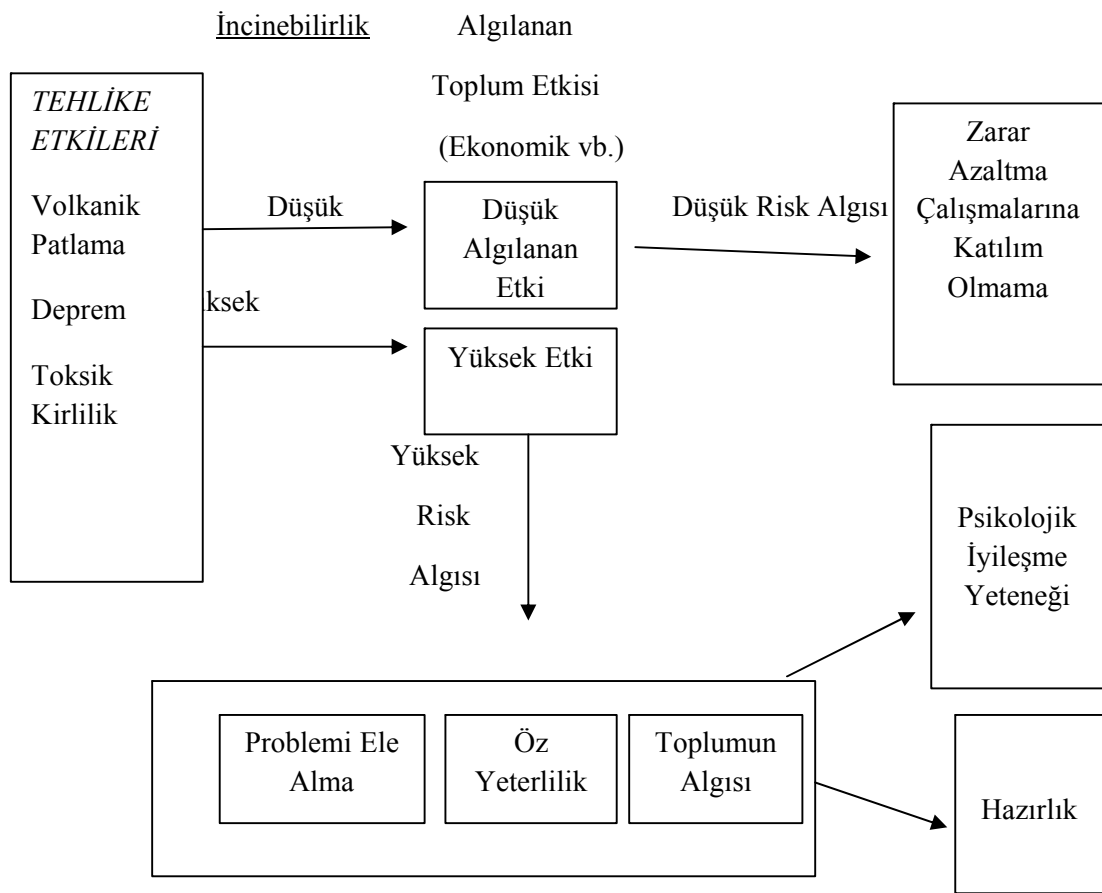 İncinebilirlik
Algılanan
Toplum Etkisi
(Ekonomik vb.)
TEHLİKE
ETKİLERİ
Volkanik
Patlama
Deprem
Toksik
Kirlilik
Düşük
ksek
Düşük
Algılanan
Etki
Yüksek Etki
Düşük Risk Algısı
Zarar
Azaltma
Çalışmalarına
Katılım
Olmama
Yüksek
Risk
Algısı
Psikolojik
İyileşme
Yeteneği
Problemi Ele
Alma
Öz
Yeterlilik
Toplumun
Algısı
Hazırlık